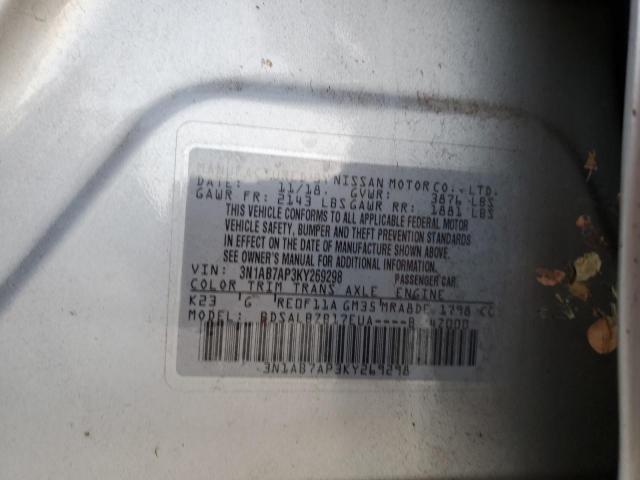 MANUFACTURED BY NISSAN MOTOR CO., LTD.
DATE: 11/18 GVWR: 3876 LBS
GAWR FR: 2143 LBS GAWR RR: 1881 LBS
THIS VEHICLE CONFORMS TO ALL APPLICABLE FEDERAL MOTOR
VEHICLE SAFETY, BUMPER AND THEFT PREVENTION STANDARDS
IN EFFECT ON THE DATE OF MANUFACTURE SHOWN ABOVE.
SEE OWNER'S MANUAL FOR ADDITIONAL INFORMATION.
VIN: 3N1AB7AP3KY269298 PASSENGER CAR
COLOR TRIM TRANS AXLE ENGINE
K23 G RE0F11A GM35 MRA8DE 1798 CC
MODEL: BDSALB7B17EUA----B
3N1AB7AP3KY269298